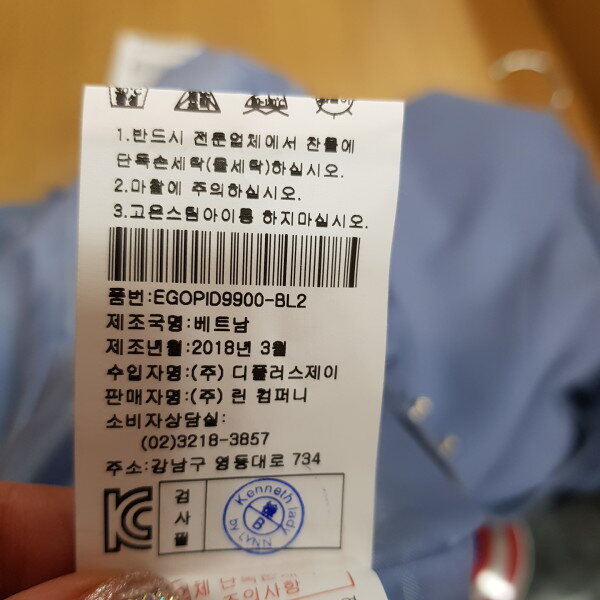 1.반드시 전문업체에서 찬물에
단독손세탁(물세탁)하십시오.
2.마찰에 주의하십시오.
3.고온스팀아이롱 하지마십시오.
품번:EGOPID9900-BL2
제조국명:베트남
제조년월:2018년 3월
수입자명:(주) 디플러스제이
판매자명:(주) 린 컴퍼니
소비자상담실:
(02)3218-3857
주소:강남구 영동대로 734
검사필
Kenneth lady
B
by LYNN
주의사항